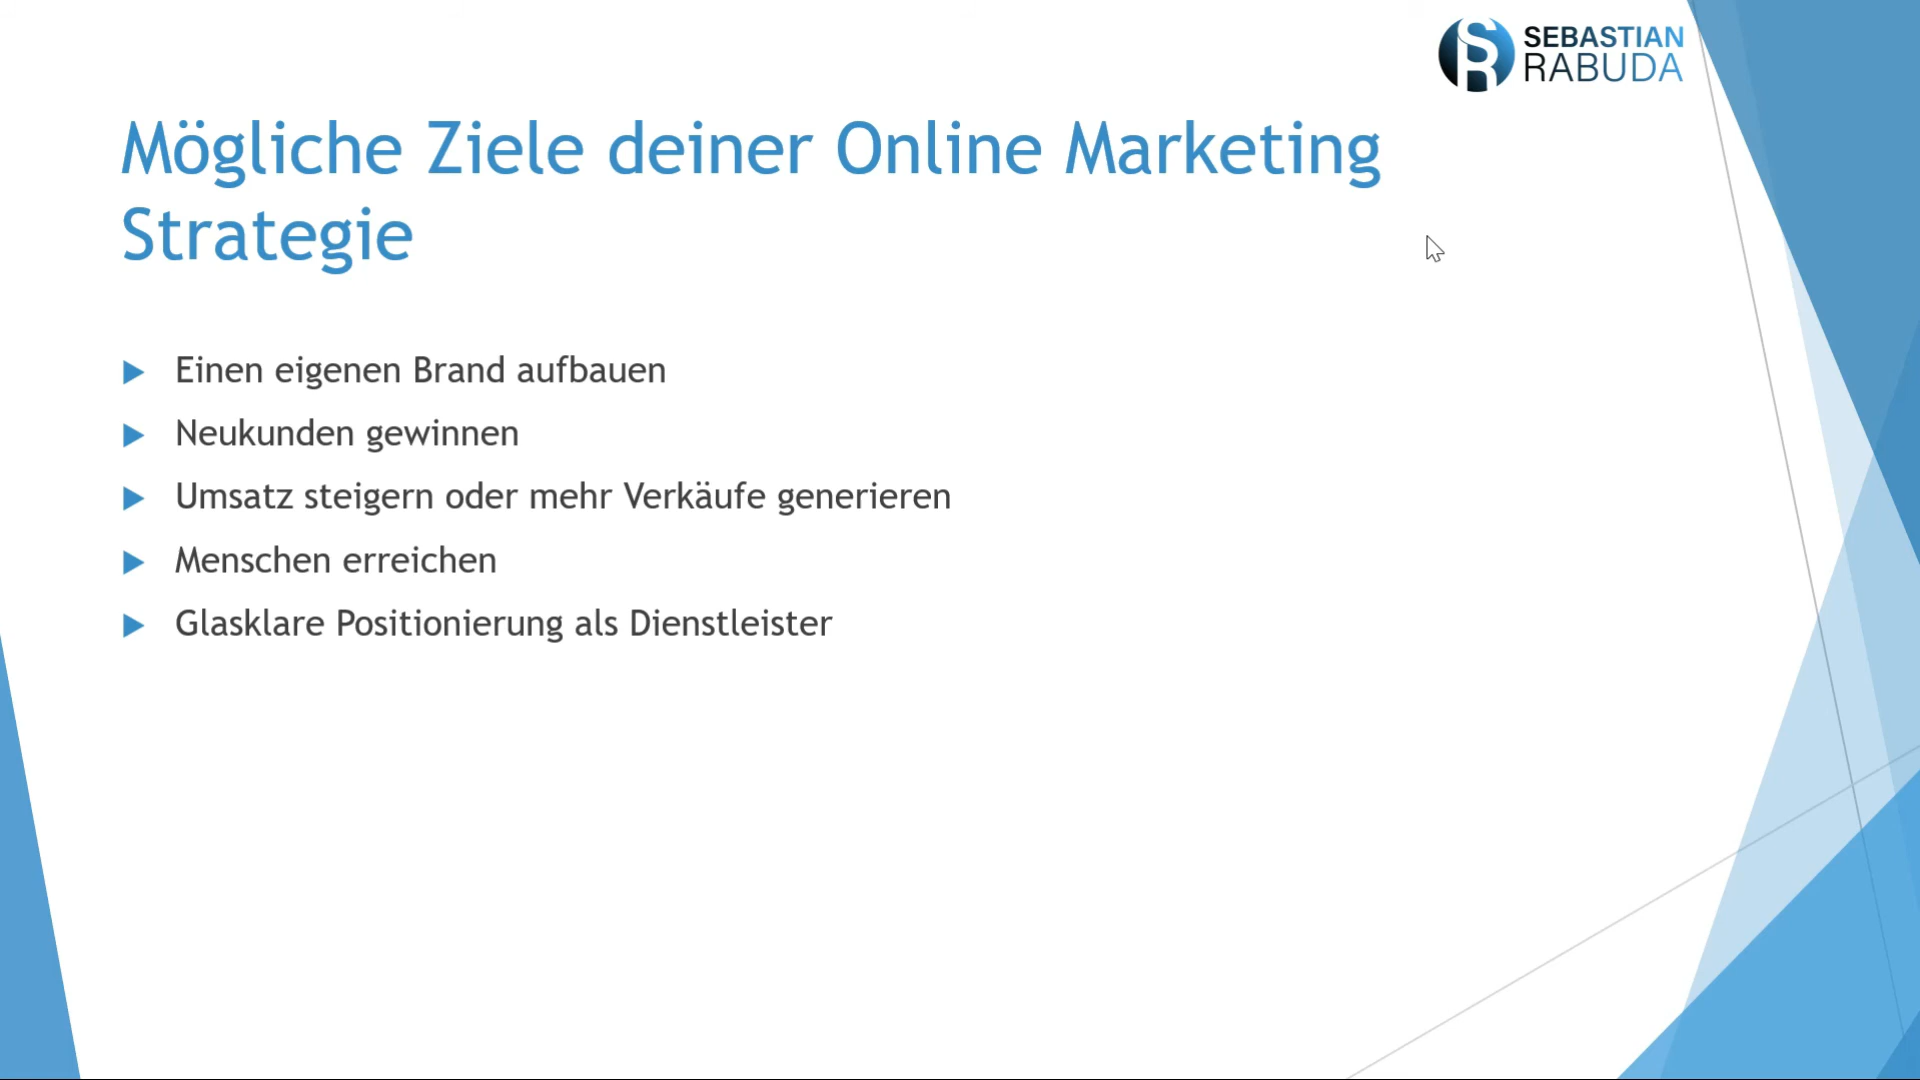 SEBASTIAN
RABUDA
Mögliche Ziele deiner Online Marketing
Strategie
Einen eigenen Brand aufbauen
Neukunden gewinnen
Umsatz steigern oder mehr Verkäufe generieren
Menschen erreichen
Glasklare Positionierung als Dienstleister